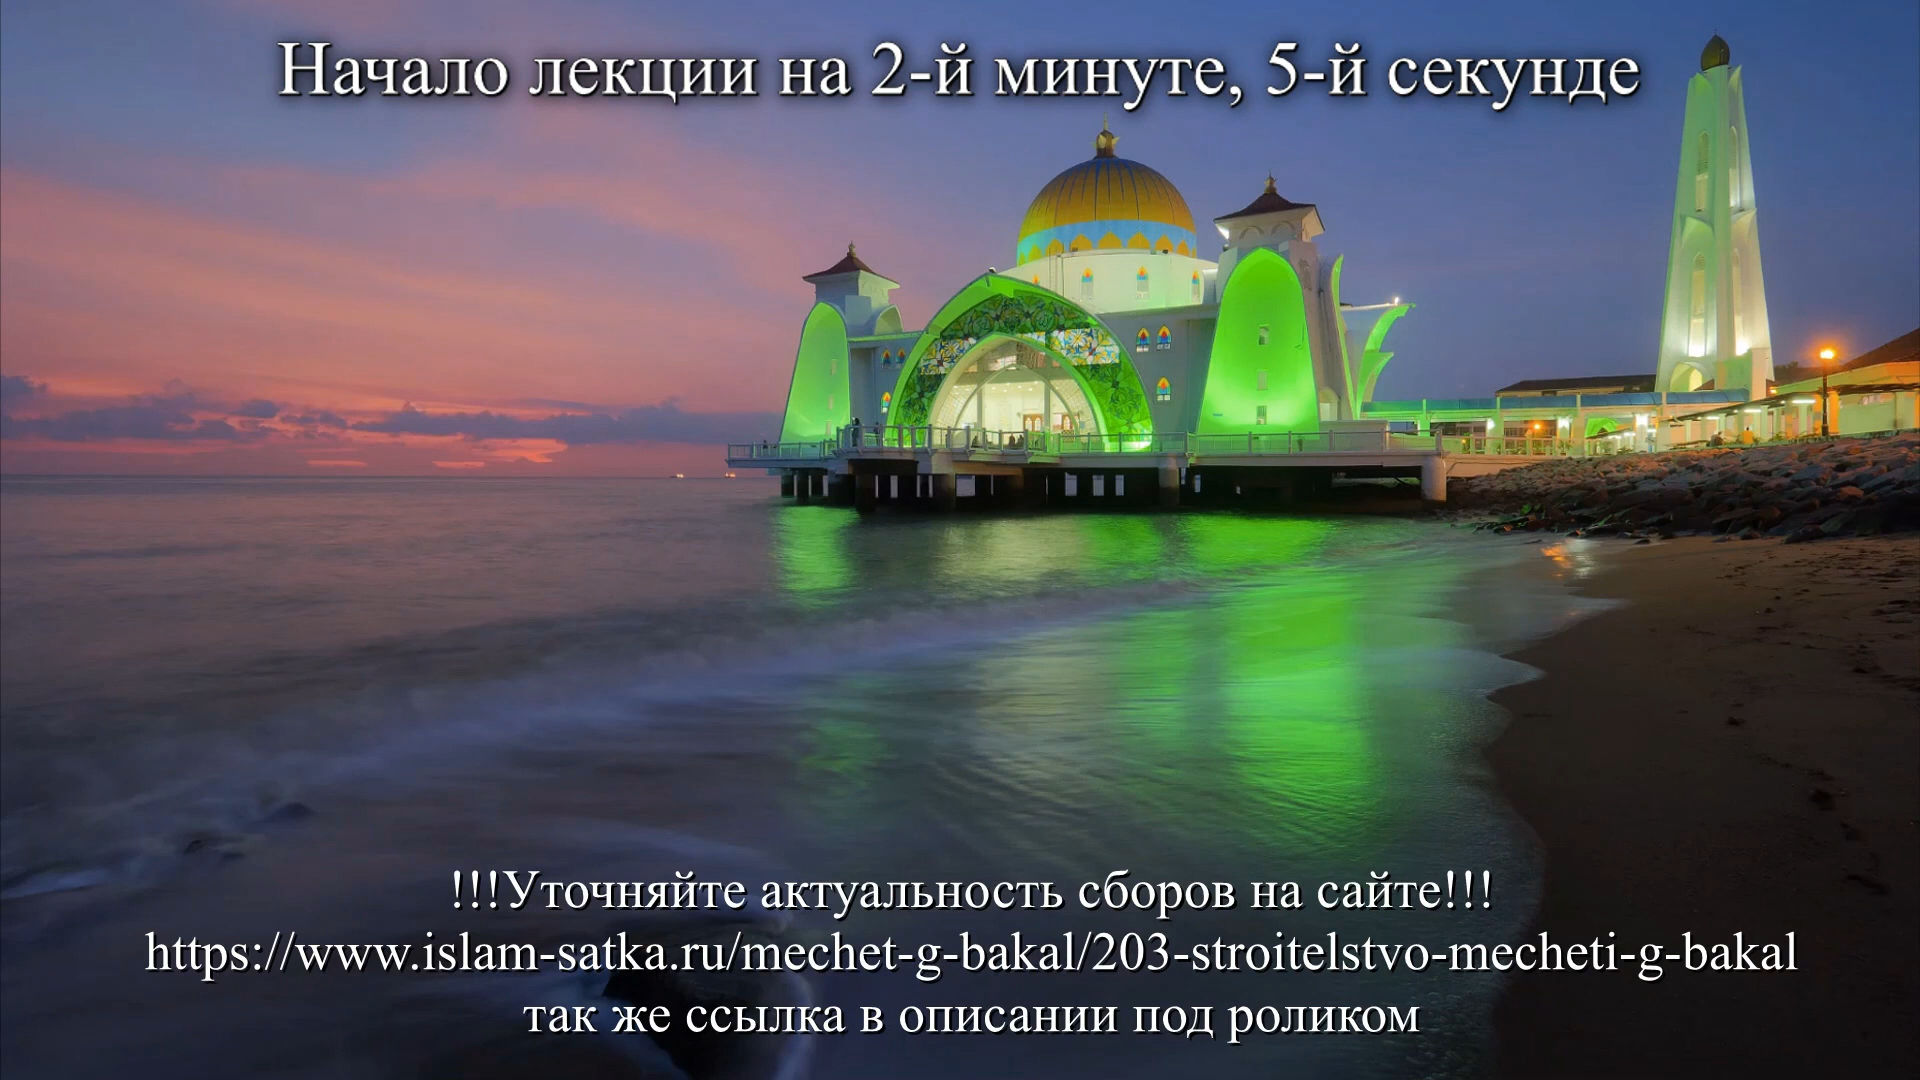 Начало лекции на 2-й минуте, 5-й секунде
!!!Уточняйте актуальность сборов на сайте!!!
https://www.islam-satka.ru/mechet-g-bakal/203-stroitelstvo-mecheti-g-bakal
так же ссылка в описании под роликом